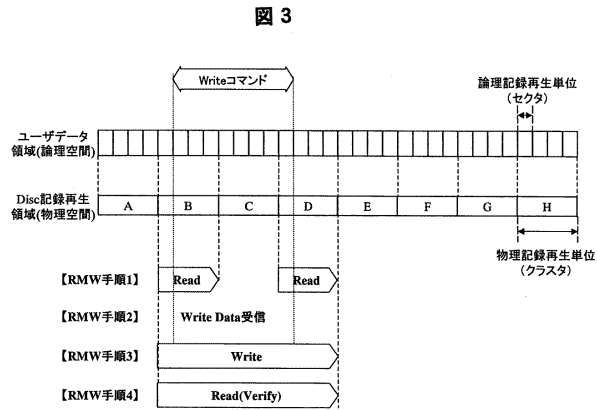 図 3
Writeコマンド
論理記録再生単位
(セクタ)
ユーザデータ
領域(論理空間)
Disc記録再生
領域(物理空間)
A B C D E F G H
物理記録再生単位
(クラスタ)
【RMW手順1】 Read Read
【RMW手順2】 Write Data受信
【RMW手順3】 Write
【RMW手順4】 Read(Verify)